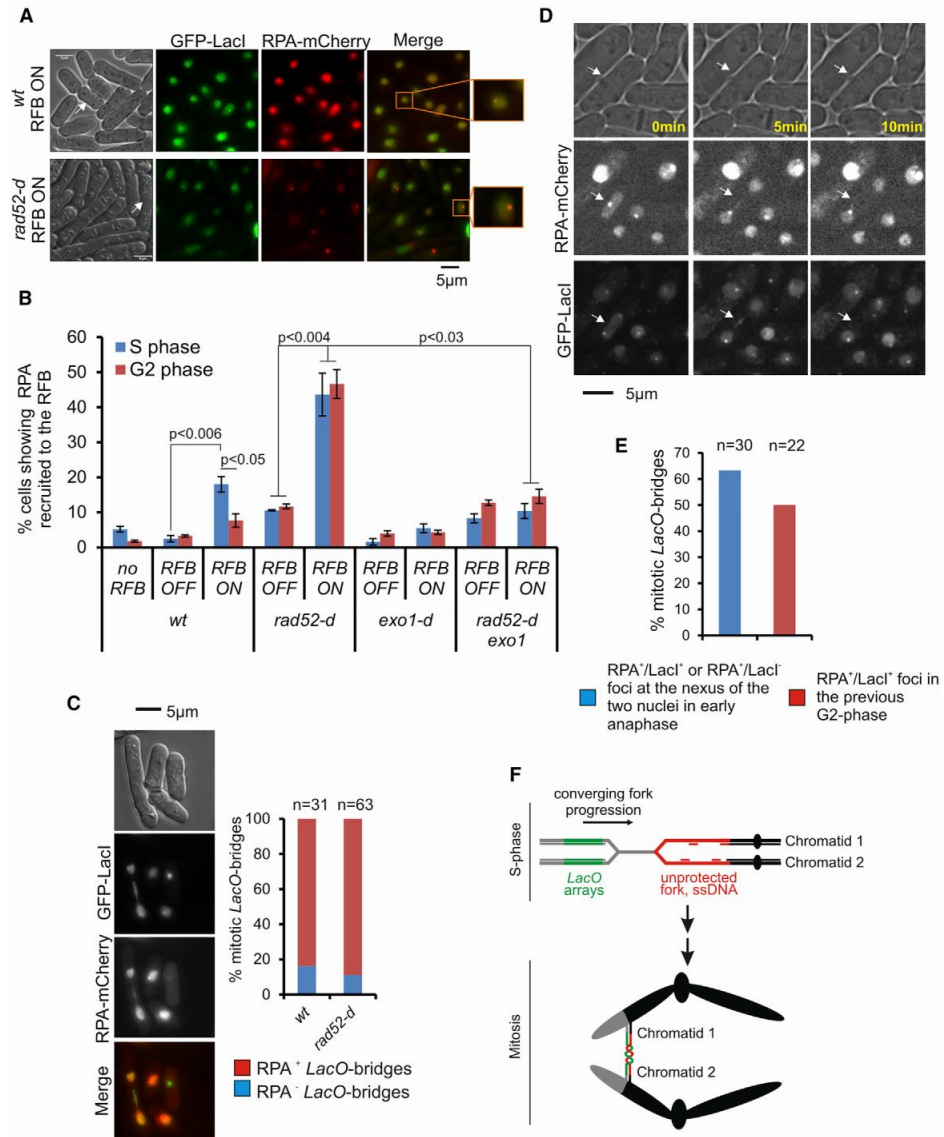 A
GFP-LacI RPA-mCherry Merge
wt
RFB ON
rad52-d
RFB ON
5µm
B
% cells showing RPA
recruited to the RFB
60
50
40
30
20
10
0
S phase
G2 phase
p<0.006
p<0.05
p<0.004
p<0.03
no
RFB
RFB
OFF
RFB
ON
RFB
OFF
RFB
ON
RFB
OFF
RFB
ON
RFB
OFF
RFB
ON
wt
rad52-d
exo1-d
rad52-d
exo1
C
5µm
GFP-LacI
RPA-mCherry
Merge
% mitotic LacO-bridges
n=31 n=63
100
80
60
40
20
0
wt
rad52-d
RPA+ LacO-bridges
RPA- LacO-bridges
D
0min
5min
10min
RPA-mCherry
GFP-LacI
5µm
E
% mitotic LacO-bridges
n=30 n=22
70
60
50
40
30
20
10
0
RPA+/LacI+ or RPA+/LacI-
foci at the nexus of the
two nuclei in early
anaphase
RPA+/LacI+ foci in
the previous
G2-phase
F
S-phase
converging fork
progression
Chromatid 1
Chromatid 2
LacO
arrays
unprotected
fork, ssDNA
Mitosis
Chromatid 1
Chromatid 2